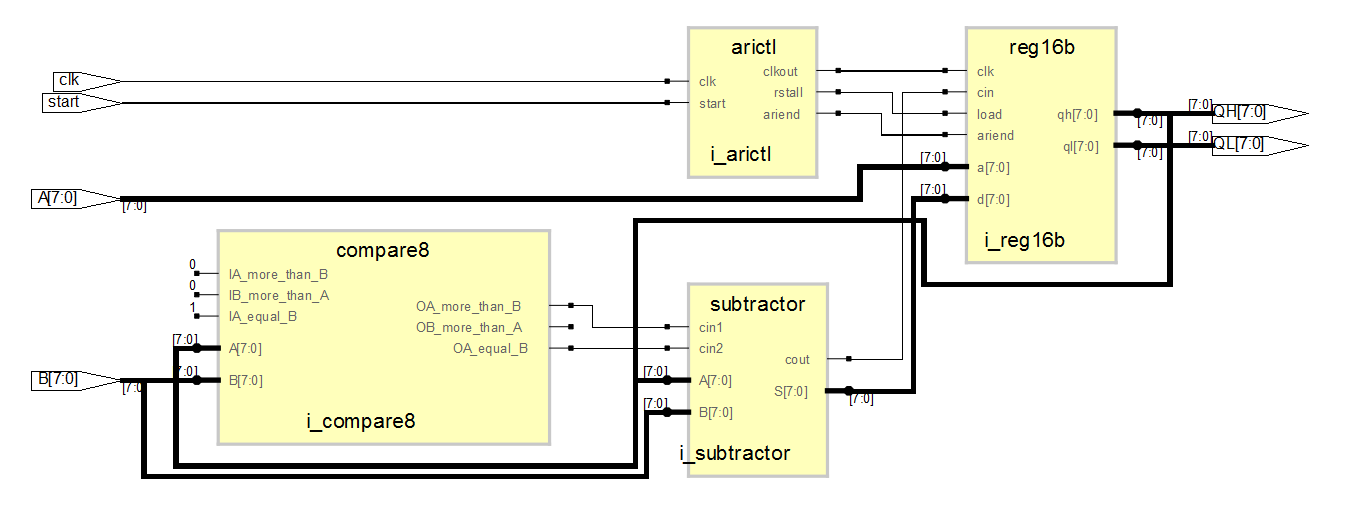 arictl
reg16b
clk
clk
clkout
clk
start
start
rstall
cin
ariend
load
ariend
qh[7:0]
[7:0]
[7:0]
QH[7:0]
ql[7:0]
[7:0]
[7:0]
QL[7:0]
i_arictl
[7:0]
a[7:0]
A[7:0]
[7:0]
[7:0]
d[7:0]
i_reg16b
compare8
0
IA_more_than_B
0
IB_more_than_A
1
IA_equal_B
OA_more_than_B
OB_more_than_A
OA_equal_B
[7:0]
A[7:0]
B[7:0]
[7:0]
[7:0]
B[7:0]
i_compare8
subtractor
cin1
cin2
cout
[7:0]
A[7:0]
S[7:0]
[7:0]
[7:0]
B[7:0]
i_subtractor